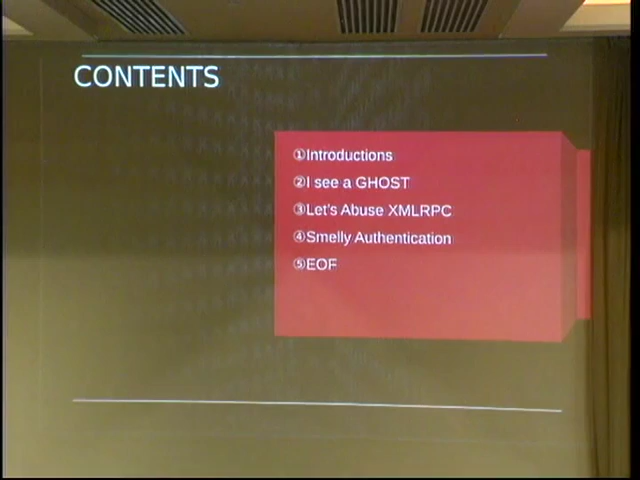 CONTENTS
①Introductions
②I see a GHOST
③Let's Abuse XMLRPC
④Smelly Authentication
⑤EOF